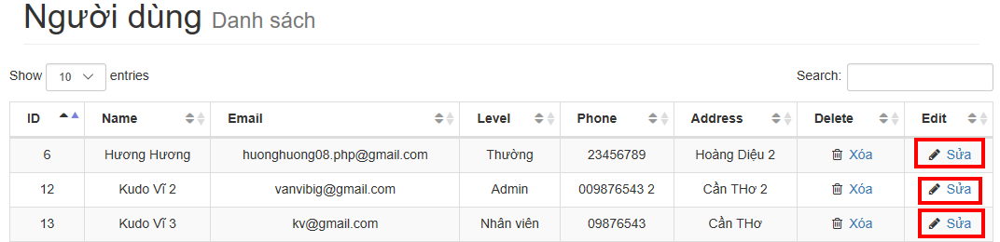 Người dùng Danh sách
Show 10 entries Search:
ID Name Email Level Phone Address Delete Edit
6 Hương Hương huonghuong08.php@gmail.com Thường 23456789 Hoàng Diệu 2 Xóa Sửa
12 Kudo Vĩ 2 vanvibig@gmail.com Admin 009876543 2 Cần THơ 2 Xóa Sửa
13 Kudo Vĩ 3 kv@gmail.com Nhân viên 09876543 Cần THơ Xóa Sửa